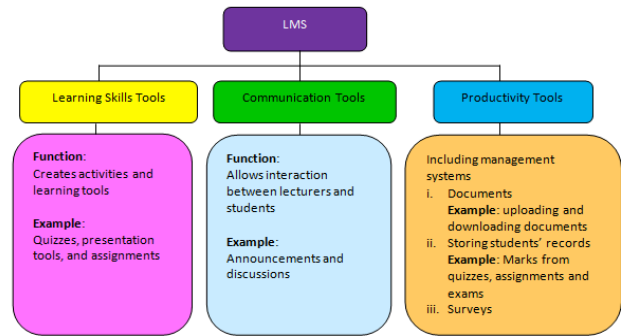 LMS
Learning Skills Tools
Communication Tools
Productivity Tools
Function:
Creates activities and
learning tools
Example:
Quizzes, presentation
tools, and assignments
Function:
Allows interaction
between lecturers and
students
Example:
Announcements and
discussions
Including management
systems
i. Documents
Example: uploading and
downloading documents
ii. Storing students’ records
Example: Marks from
quizzes, assignments and
exams
iii. Surveys